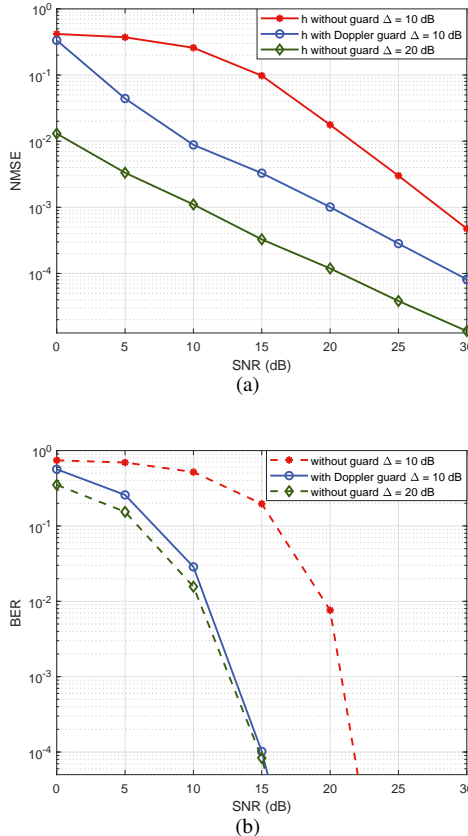 10^0
10^-1
10^-2
10^-3
10^-4
NMSE
h without guard Δ = 10 dB
h with Doppler guard Δ = 10 dB
h without guard Δ = 20 dB
0 5 10 15 20 25 30
SNR (dB)
(a)
10^0
10^-1
10^-2
10^-3
10^-4
BER
without guard Δ = 10 dB
with Doppler guard Δ = 10 dB
without guard Δ = 20 dB
0 5 10 15 20 25 30
SNR (dB)
(b)